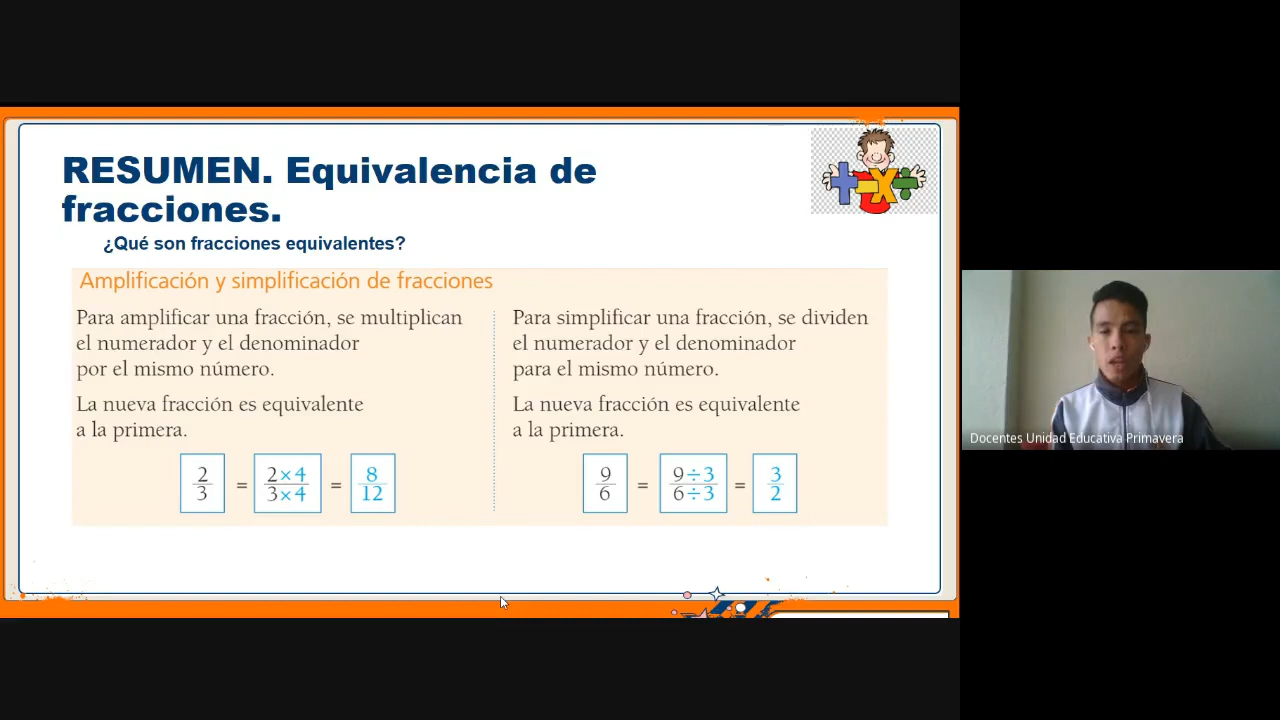 RESUMEN. Equivalencia de
fracciones.
¿Qué son fracciones equivalentes?
Amplificación y simplificación de fracciones
Para amplificar una fracción, se multiplican
el numerador y el denominador
por el mismo número.
La nueva fracción es equivalente
a la primera.
2/3 = 2×4/3×4 = 8/12
Para simplificar una fracción, se dividen
el numerador y el denominador
para el mismo número.
La nueva fracción es equivalente
a la primera.
9/6 = 9÷3/6÷3 = 3/2
Docentes Unidad Educativa Primavera